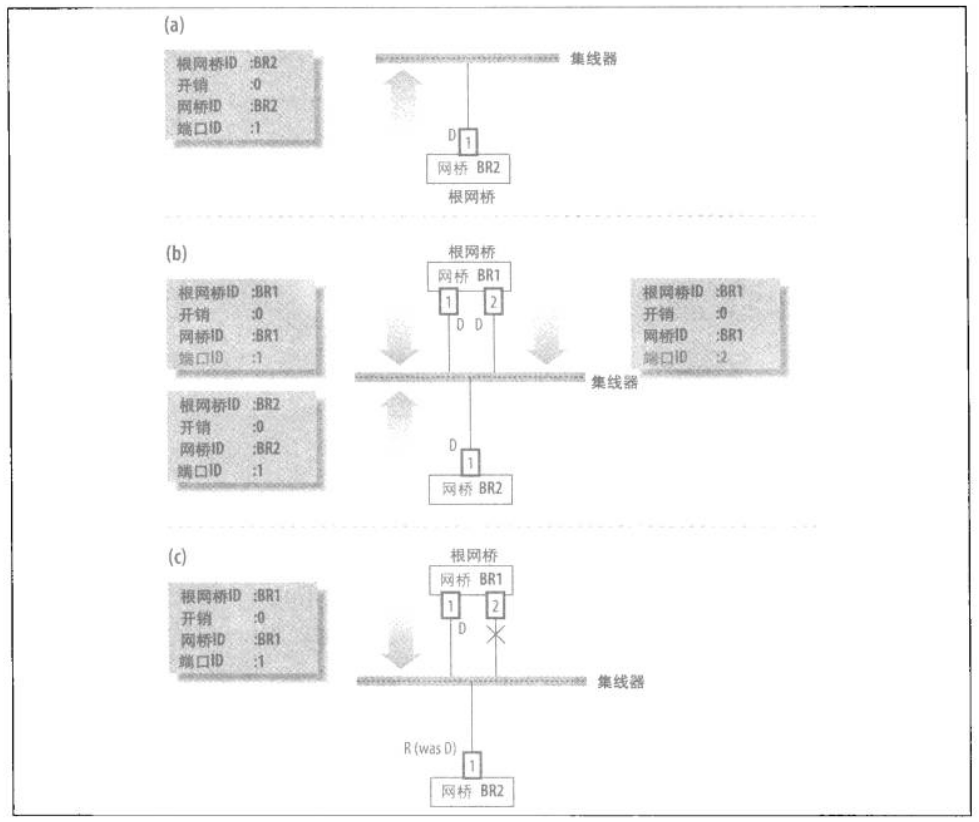 (a)
根网桥ID :BR2
开销 :0
网桥ID :BR2
端口ID :1
集线器
D
1
网桥 BR2
根网桥
(b)
根网桥
网桥 BR1
1
2
D
D
根网桥ID :BR1
开销 :0
网桥ID :BR1
端口ID :1
根网桥ID :BR1
开销 :0
网桥ID :BR1
端口ID :2
集线器
根网桥ID :BR2
开销 :0
网桥ID :BR2
端口ID :1
D
1
网桥 BR2
(c)
根网桥
网桥 BR1
1
2
D
根网桥ID :BR1
开销 :0
网桥ID :BR1
端口ID :1
集线器
R (was D)
1
网桥 BR2